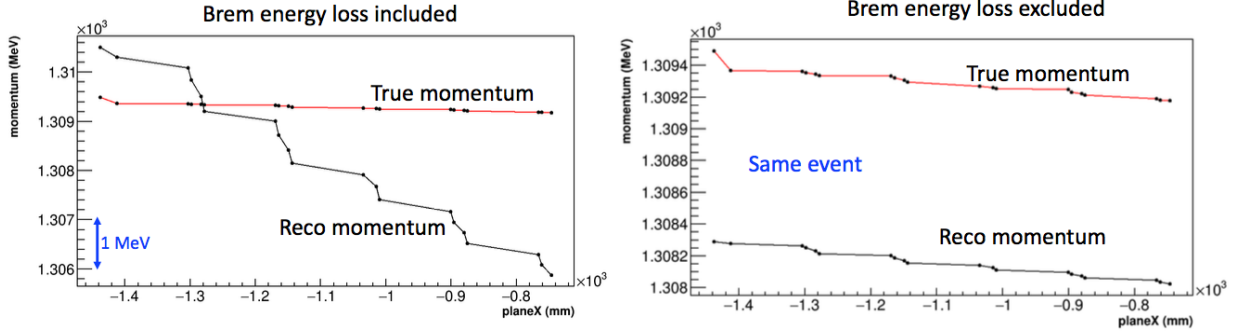 Brem energy loss included
×10³
momentum (MeV)
1.31
1.309
1.308
1.307
1.306
True momentum
Reco momentum
1 MeV
−1.4 −1.3 −1.2 −1.1 −1 −0.9 −0.8
×10³
planeX (mm)
Brem energy loss excluded
×10³
momentum (MeV)
1.3094
1.3092
1.309
1.3088
1.3086
1.3084
1.3082
1.308
True momentum
Same event
Reco momentum
−1.4 −1.3 −1.2 −1.1 −1 −0.9 −0.8
×10³
planeX (mm)